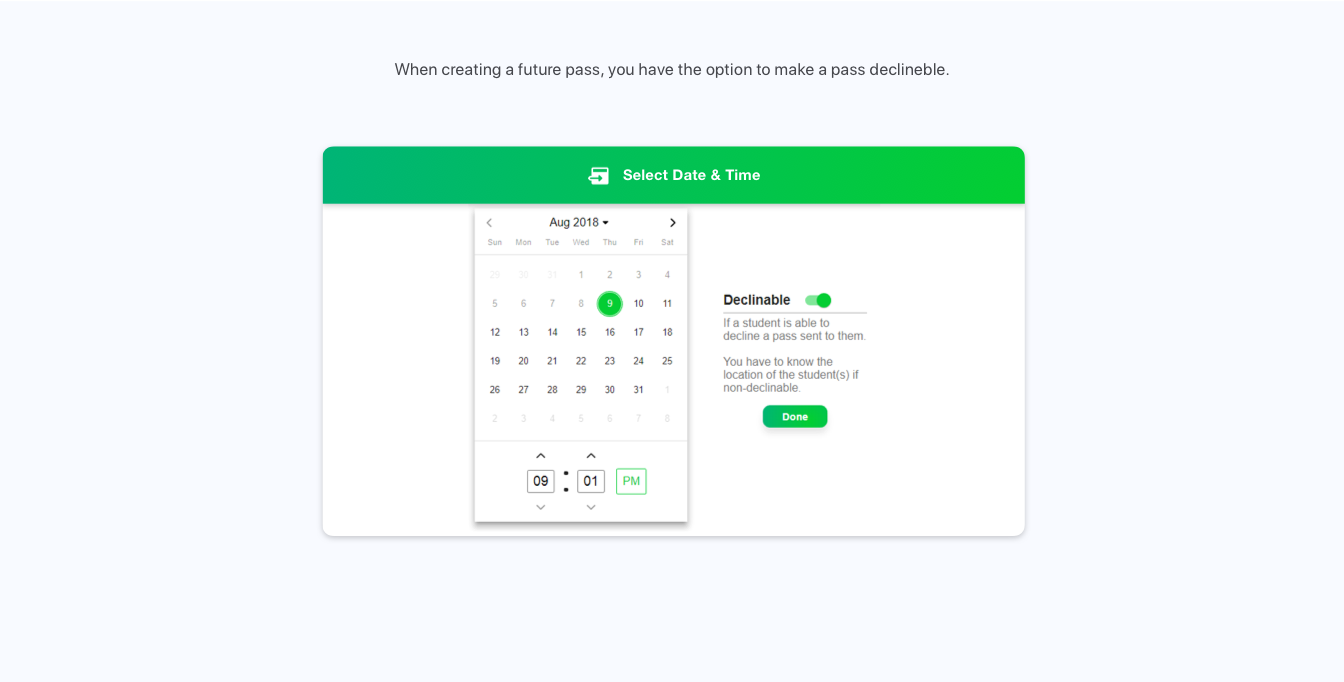 When creating a future pass, you have the option to make a pass declineble.
Select Date & Time
Aug 2018
Sun Mon Tue Wed Thu Fri Sat
29 30 31 1 2 3 4
5 6 7 8 9 10 11
12 13 14 15 16 17 18
19 20 21 22 23 24 25
26 27 28 29 30 31 1
2 3 4 5 6 7 8
09 : 01 PM
Declinable
If a student is able to
decline a pass sent to them.
You have to know the
location of the student(s) if
non-declinable.
Done